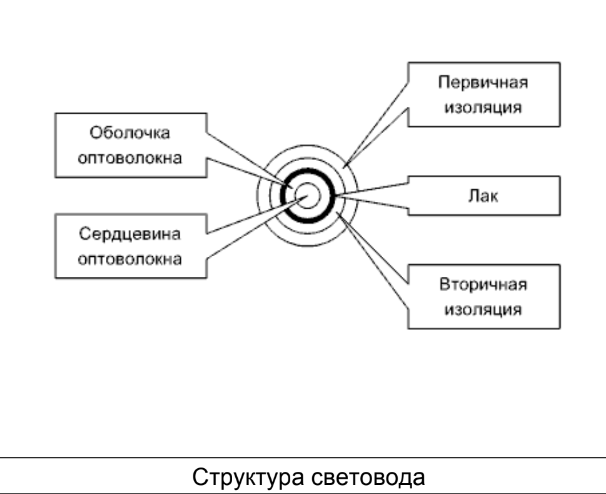 Первичная
изоляция
Оболочка
оптоволокна
Лак
Сердцевина
оптоволокна
Вторичная
изоляция
Структура световода